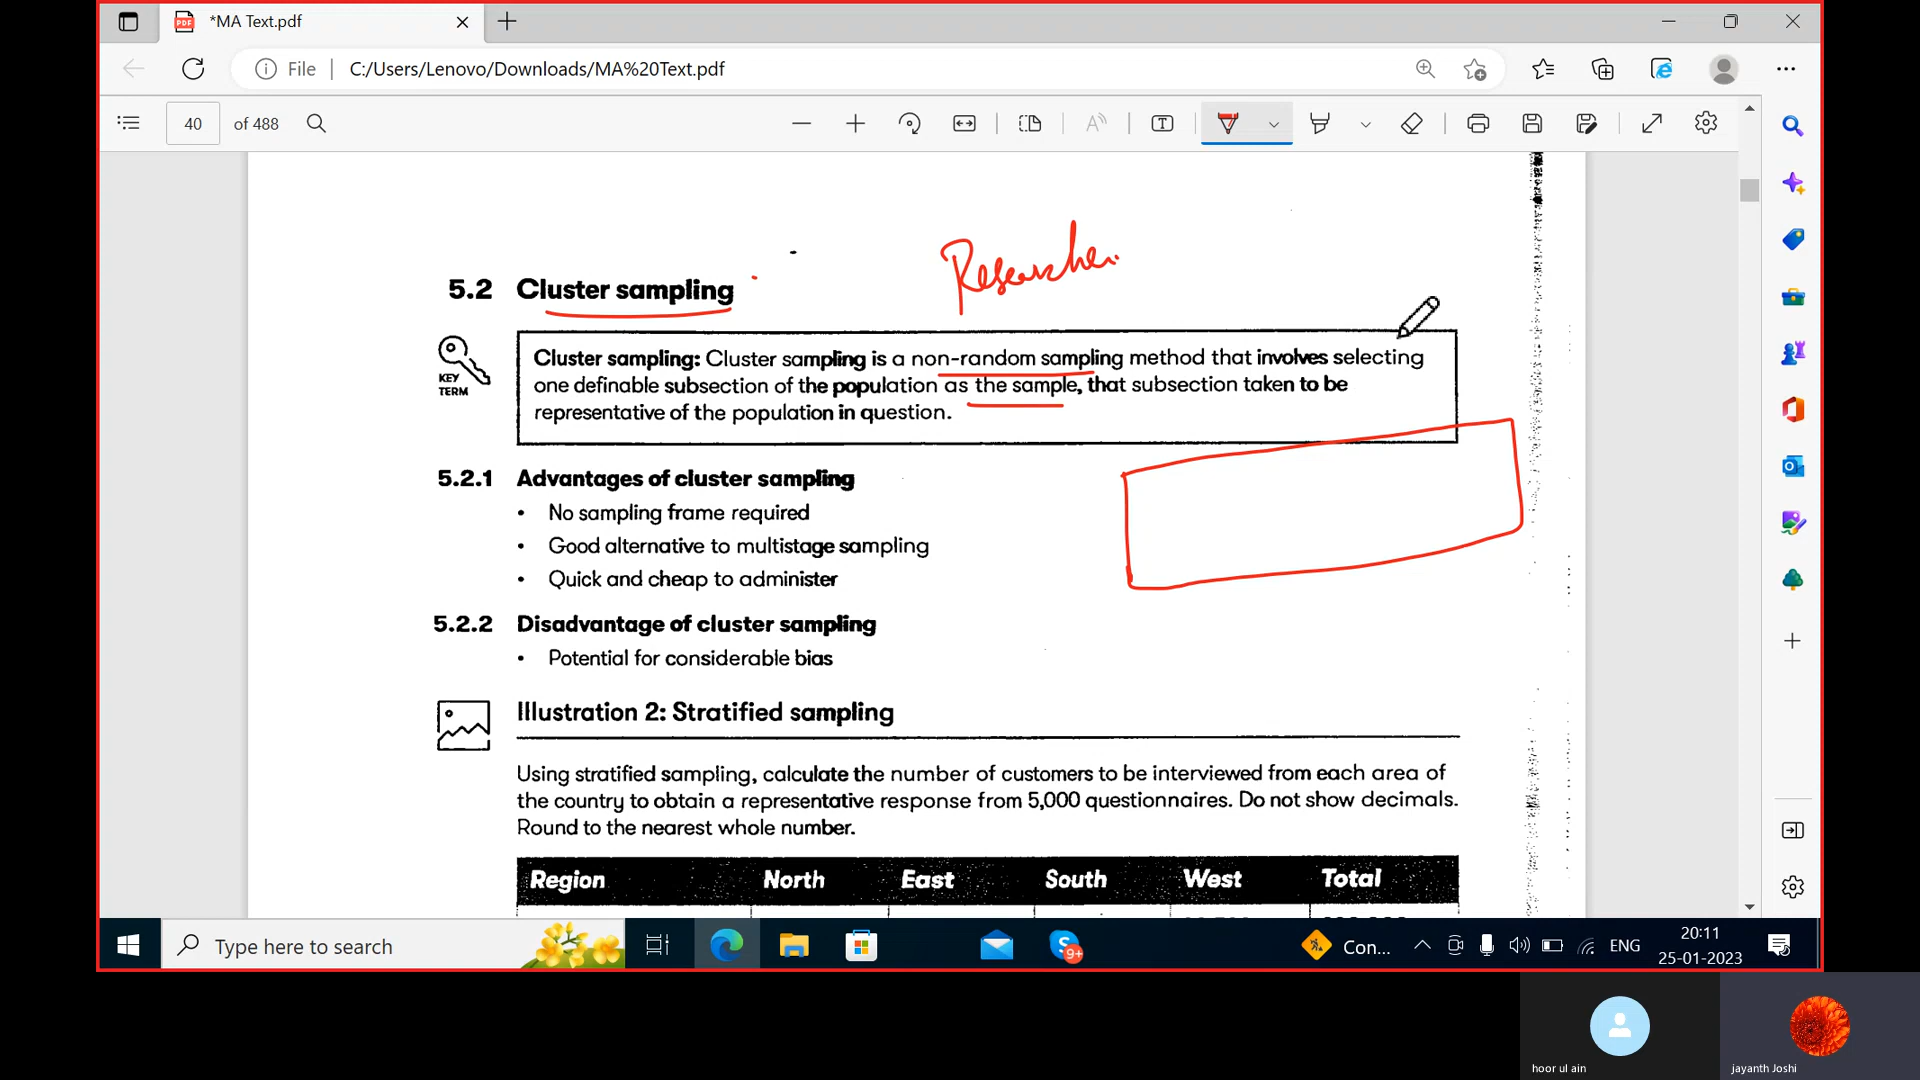 *MA Text.pdf
File
C:/Users/Lenovo/Downloads/MA%20Text.pdf
40
of 488
Researcher
5.2 Cluster sampling
KEY TERM
Cluster sampling: Cluster sampling is a non-random sampling method that involves selecting
one definable subsection of the population as the sample, that subsection taken to be
representative of the population in question.
5.2.1 Advantages of cluster sampling
• No sampling frame required
• Good alternative to multistage sampling
• Quick and cheap to administer
5.2.2 Disadvantage of cluster sampling
• Potential for considerable bias
Illustration 2: Stratified sampling
Using stratified sampling, calculate the number of customers to be interviewed from each area of
the country to obtain a representative response from 5,000 questionnaires. Do not show decimals.
Round to the nearest whole number.
Region North East South West Total
Type here to search
9+
Con...
ENG
20:11
25-01-2023
hoor ul ain
jayanth Joshi